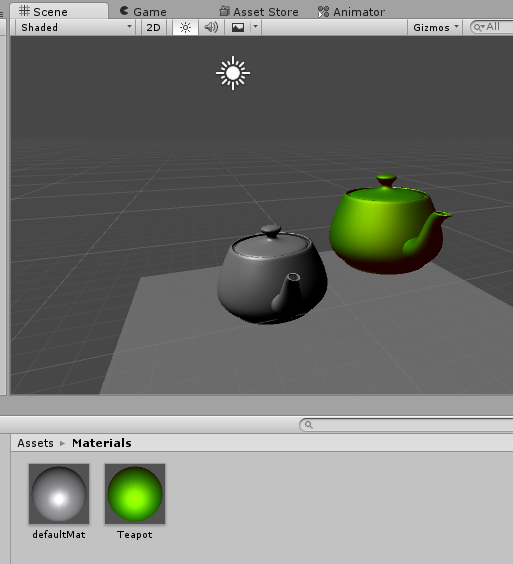 Scene Game Asset Store Animator
Shaded 2D Gizmos All
Assets Materials
defaultMat Teapot